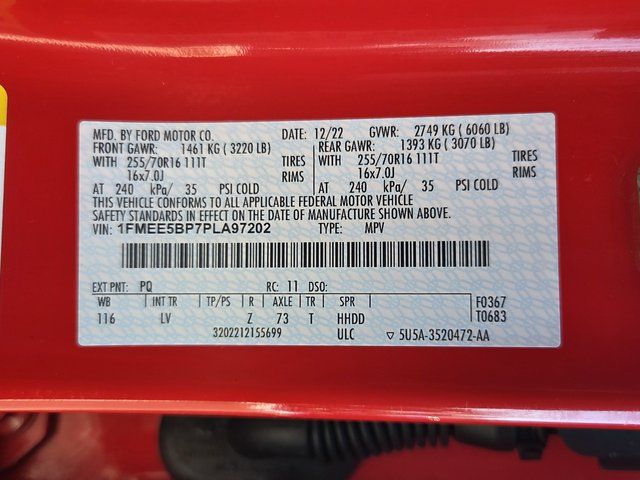 MFD. BY FORD MOTOR CO. DATE: 12/22 GVWR: 2749 KG ( 6060 LB)
FRONT GAWR: 1461 KG ( 3220 LB) REAR GAWR: 1393 KG ( 3070 LB)
WITH 255/70R16 111T TIRES WITH 255/70R16 111T TIRES
16x7.0J RIMS 16x7.0J RIMS
AT 240 kPa/ 35 PSI COLD AT 240 kPa/ 35 PSI COLD
THIS VEHICLE CONFORMS TO ALL APPLICABLE FEDERAL MOTOR VEHICLE
SAFETY STANDARDS IN EFFECT ON THE DATE OF MANUFACTURE SHOWN ABOVE.
VIN: 1FMEE5BP7PLA97202 TYPE: MPV
EXT PNT: PQ RC: 11 DSO:
WB INT TR TP/PS R AXLE TR SPR F0367
116 LV Z 73 T HHDD T0683
3202212155699 ULC ▽ 5U5A-3520472-AA